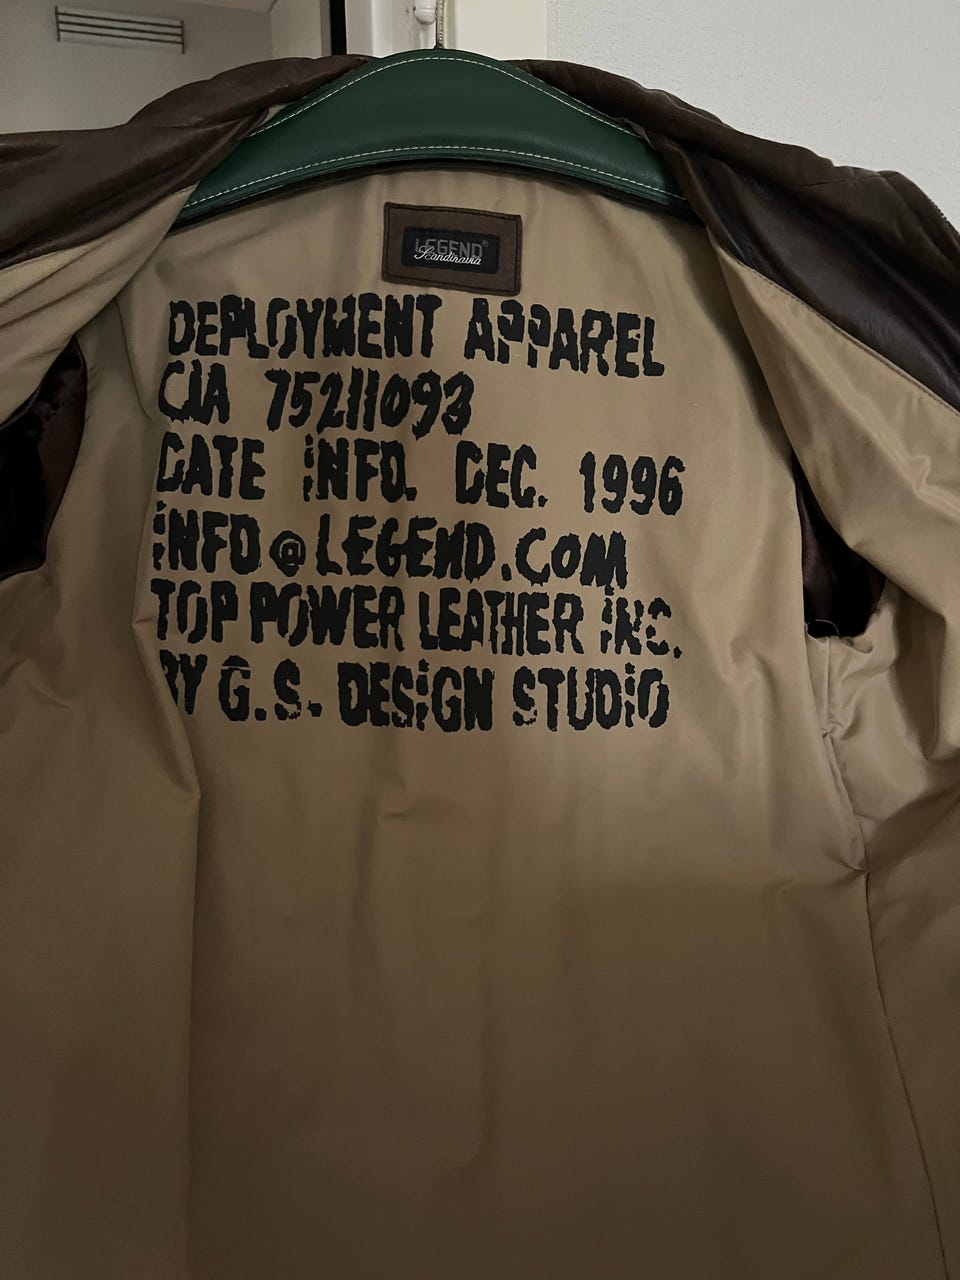 LEGEND®
Scandinavia
DEPLOYMENT APPAREL
CIA 75211093
DATE INFO. DEC. 1996
INFO@LEGEND.COM
TOP POWER LEATHER INC.
BY G.S. DESIGN STUDIO